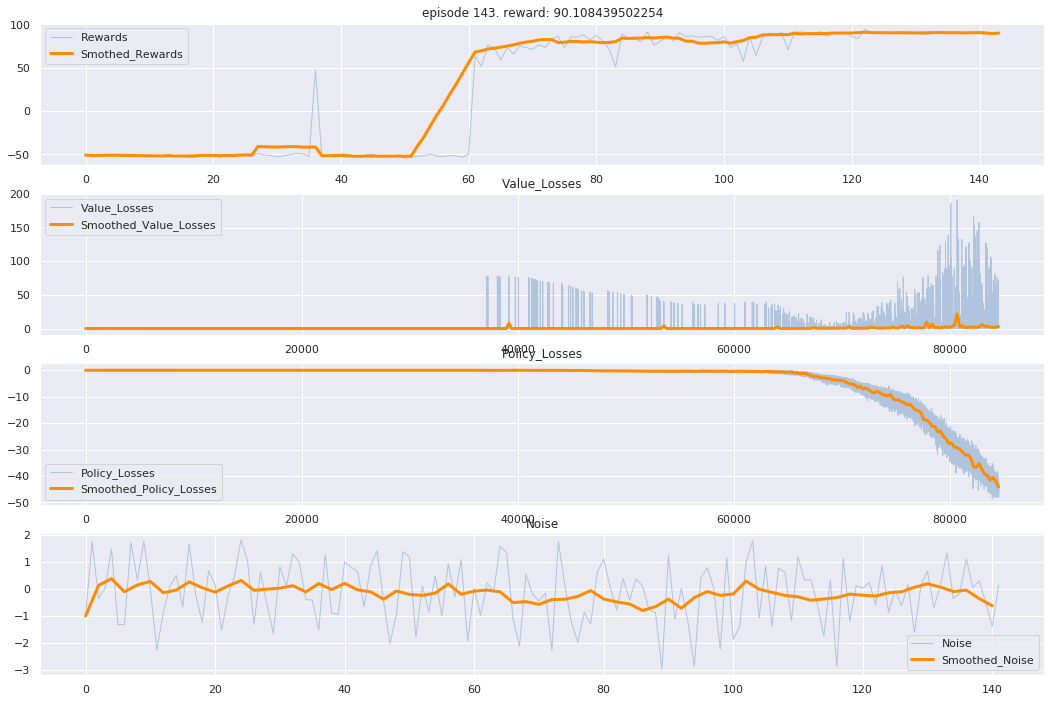 episode 143. reward: 90.108439502254
100
50
0
−50
Rewards
Smothed_Rewards
0 20 40 60 80 100 120 140
Value_Losses
200
150
100
50
0
Value_Losses
Smoothed_Value_Losses
0 20000 40000 60000 80000
Policy_Losses
0
−10
−20
−30
−40
−50
Policy_Losses
Smoothed_Policy_Losses
0 20000 40000 60000 80000
Noise
2
1
0
−1
−2
−3
Noise
Smoothed_Noise
0 20 40 60 80 100 120 140